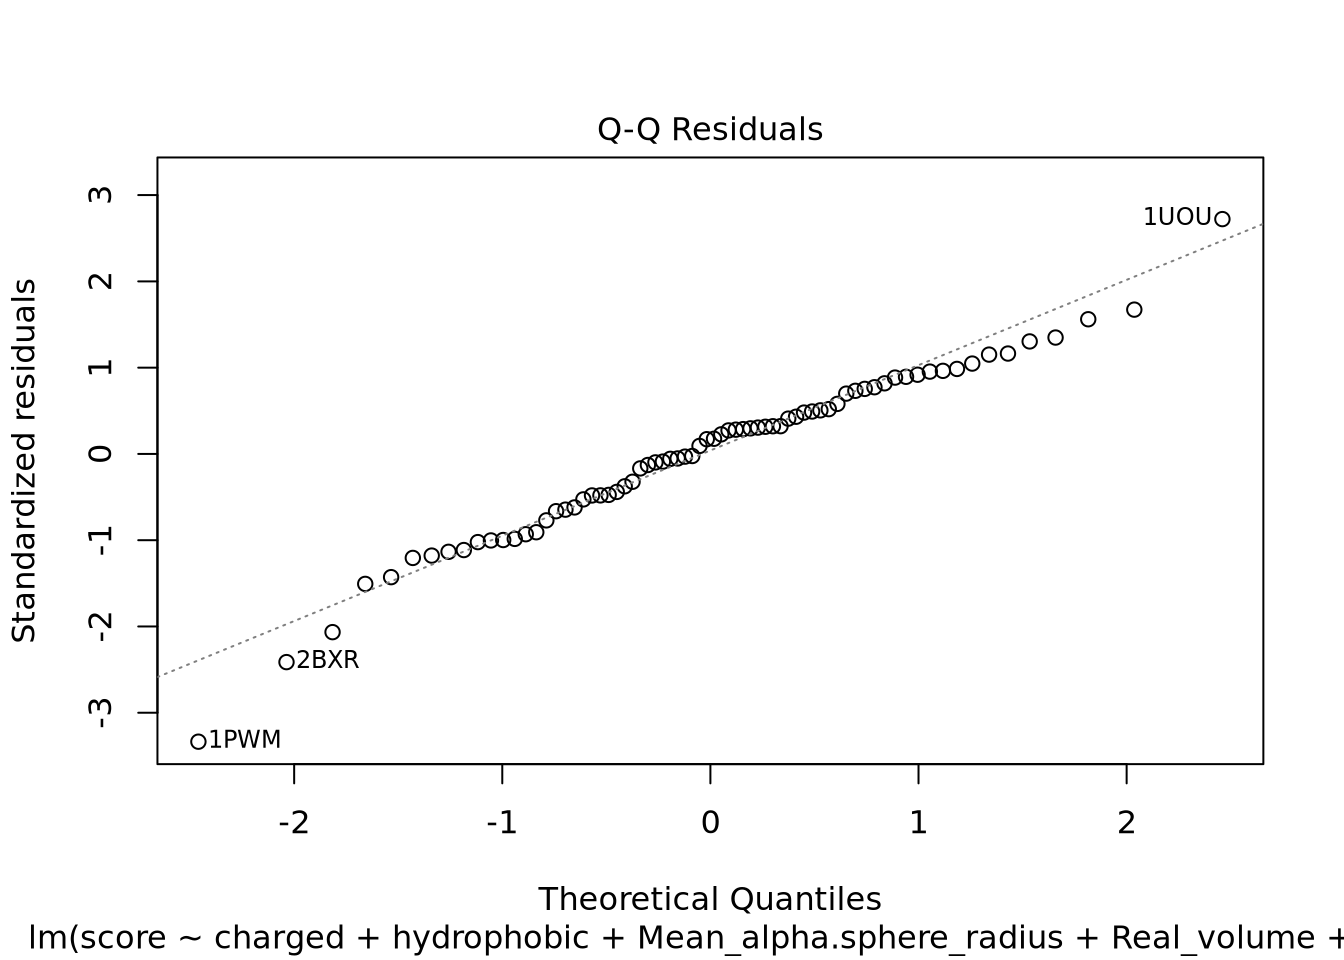 Q-Q Residuals
Standardized residuals
3
2
1
0
-1
-2
-3
1UOU
2BXR
1PWM
-2 -1 0 1 2
Theoretical Quantiles
lm(score ~ charged + hydrophobic + Mean_alpha.sphere_radius + Real_volume +